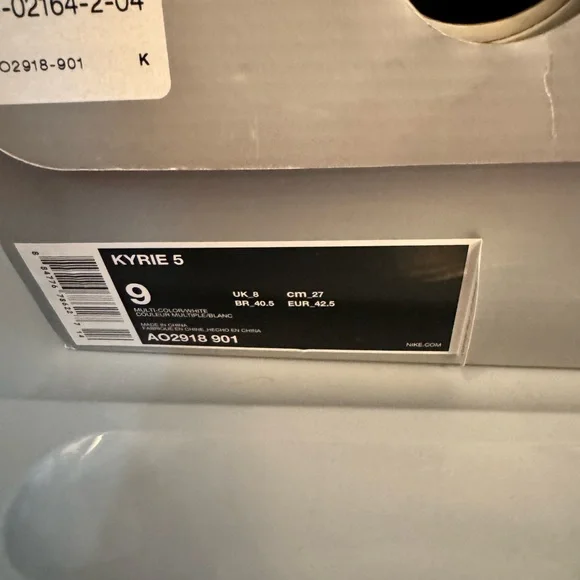 -02164-2-04
O2918-901 K
KYRIE 5
9
UK_8 cm_27
BR_40.5 EUR_42.5
MULTI-COLOR/WHITE
COULEUR MULTIPLE/BLANC
MADE IN CHINA
FABRIQUE EN CHINE,HECHO EN CHINA
AO2918 901
NIKE.COM